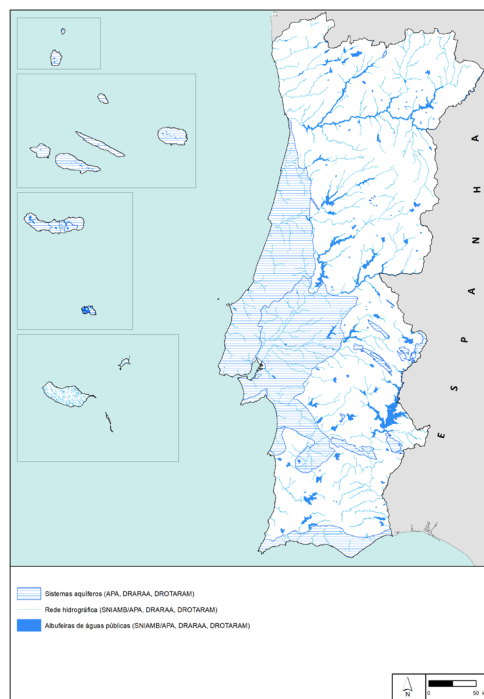 ESPANHA
Sistemas aquíferos (APA, DRARAA, DROTARAM)
Rede hidrográfica (SNIAMB/APA, DRARAA, DROTARAM)
Albufeiras de águas públicas (SNIAMB/APA, DRARAA, DROTARAM)
N
0 50